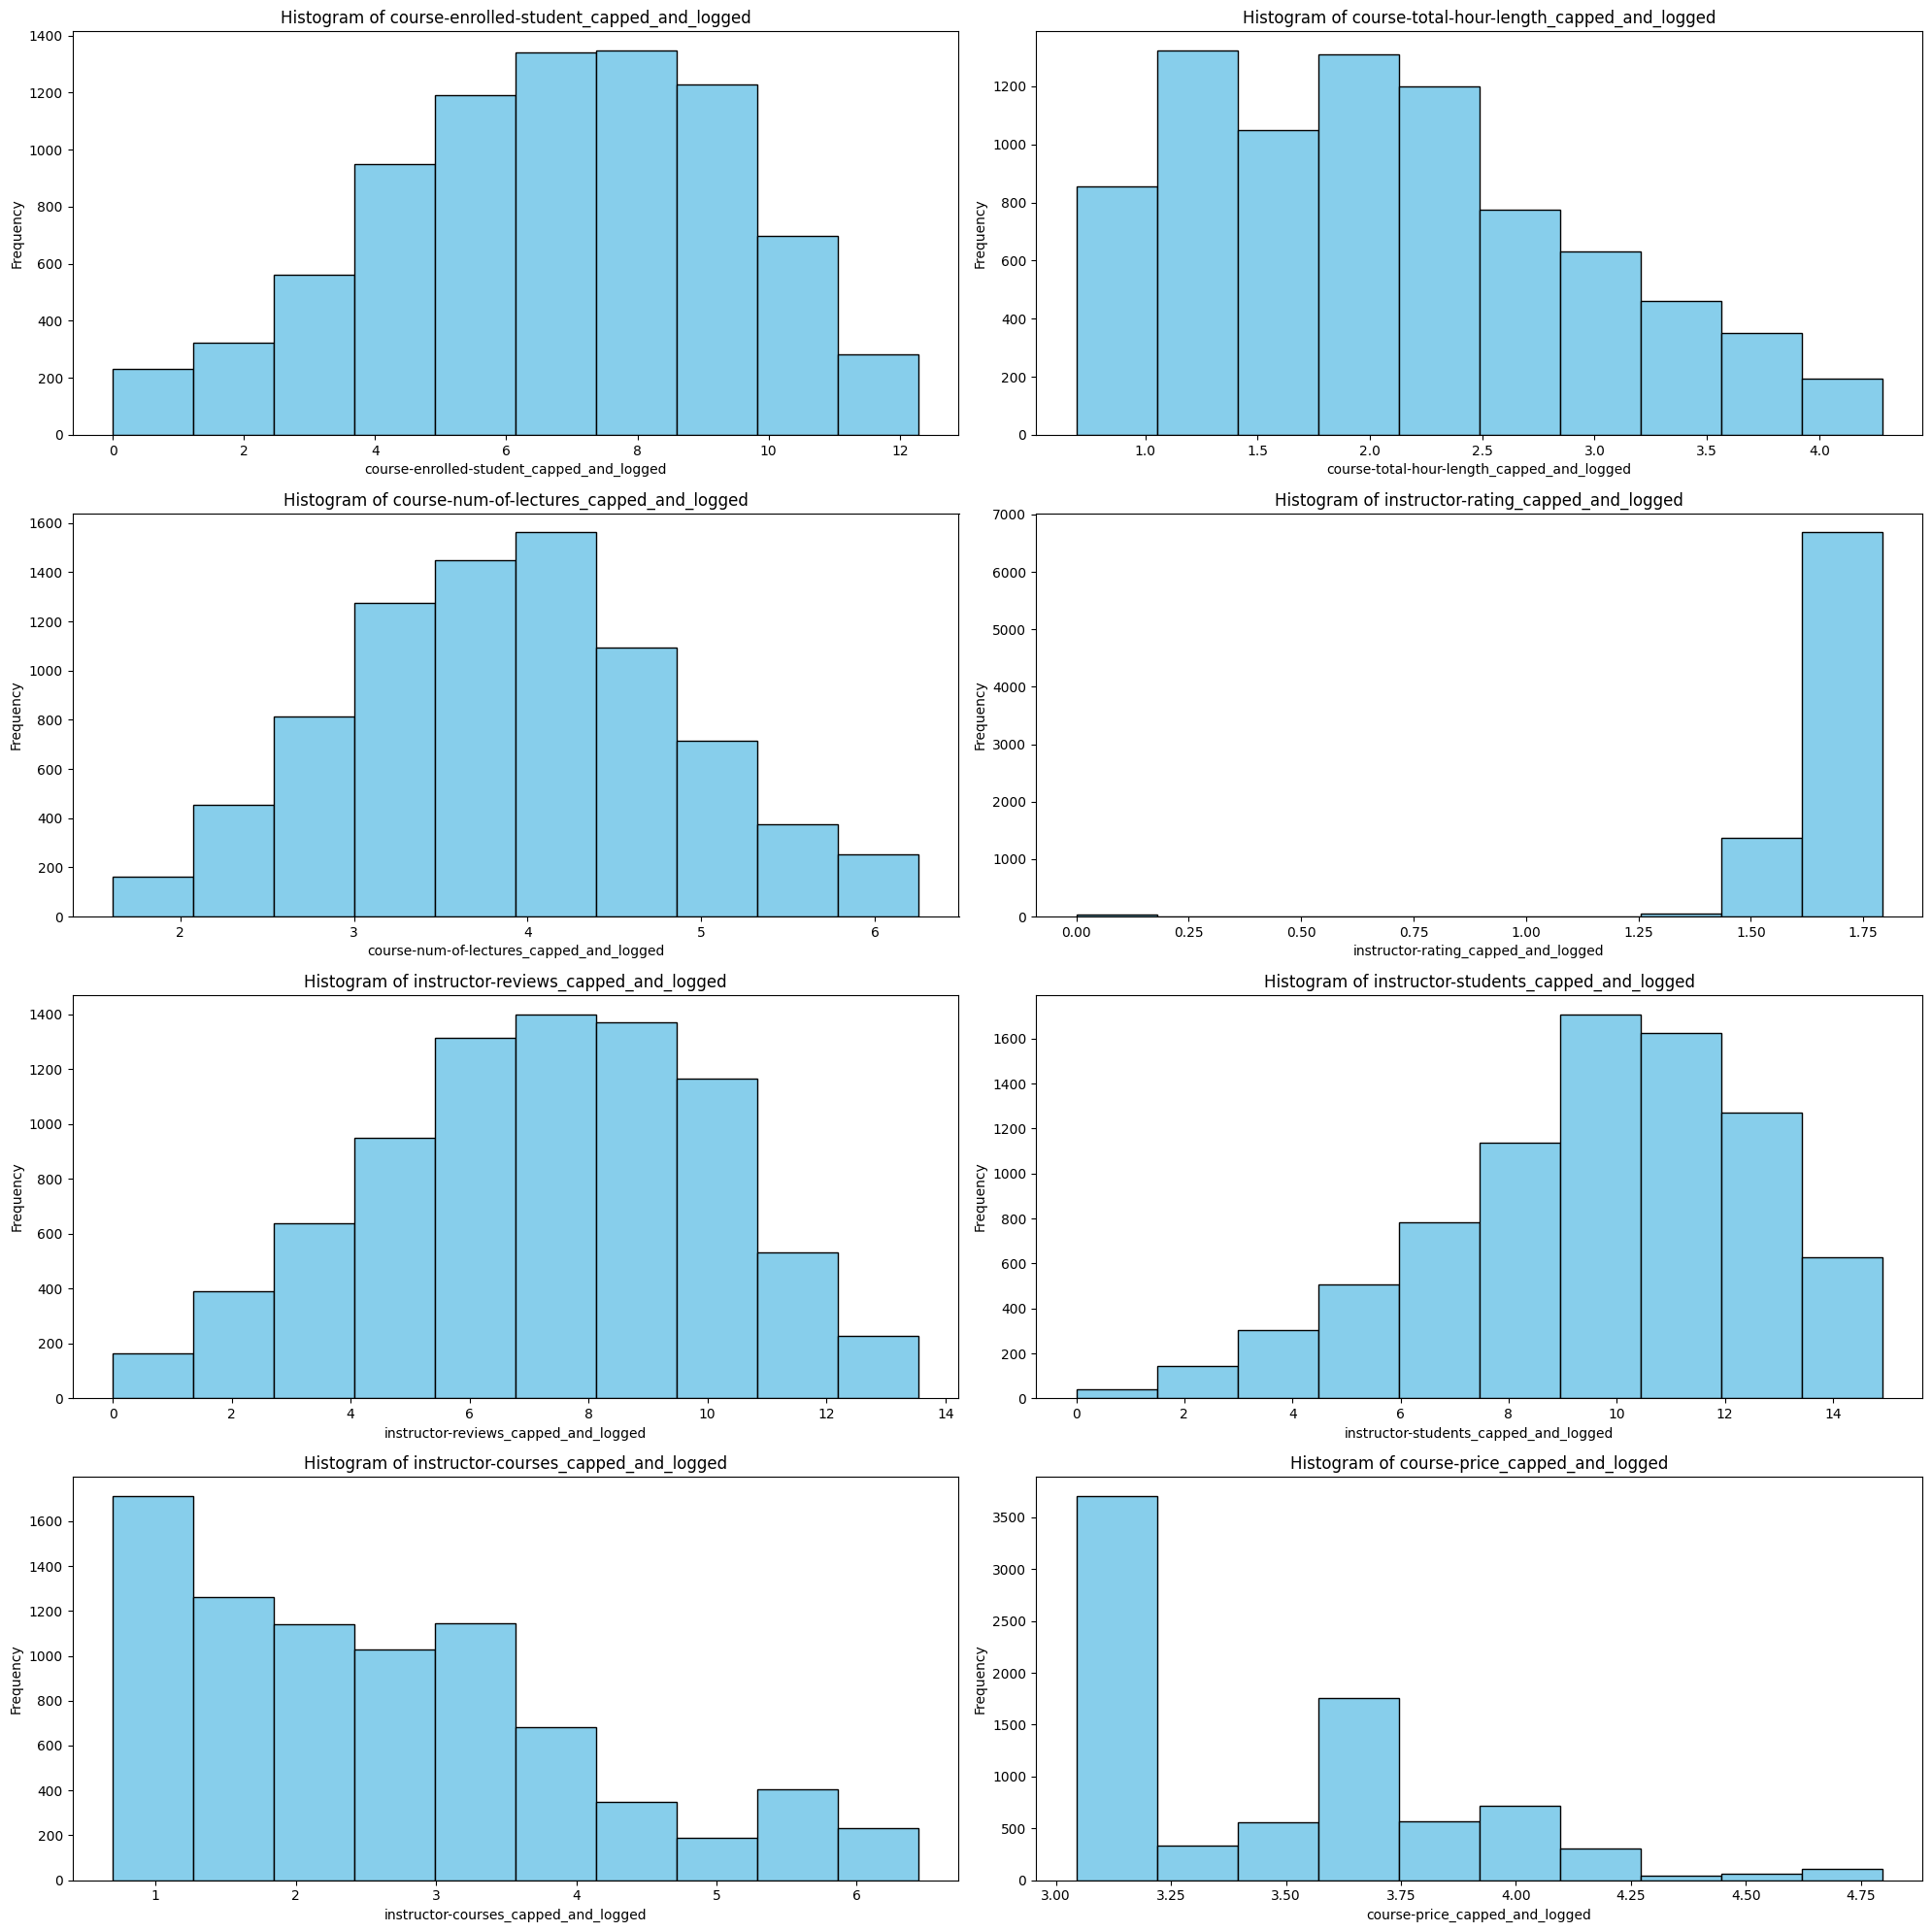 Histogram of course-enrolled-student_capped_and_logged
Frequency
1400
1200
1000
800
600
400
200
0
0 2 4 6 8 10 12
course-enrolled-student_capped_and_logged
Histogram of course-total-hour-length_capped_and_logged
Frequency
1200
1000
800
600
400
200
0
1.0 1.5 2.0 2.5 3.0 3.5 4.0
course-total-hour-length_capped_and_logged
Histogram of course-num-of-lectures_capped_and_logged
Frequency
1600
1400
1200
1000
800
600
400
200
0
2 3 4 5 6
course-num-of-lectures_capped_and_logged
Histogram of instructor-rating_capped_and_logged
Frequency
7000
6000
5000
4000
3000
2000
1000
0
0.00 0.25 0.50 0.75 1.00 1.25 1.50 1.75
instructor-rating_capped_and_logged
Histogram of instructor-reviews_capped_and_logged
Frequency
1400
1200
1000
800
600
400
200
0
0 2 4 6 8 10 12 14
instructor-reviews_capped_and_logged
Histogram of instructor-students_capped_and_logged
Frequency
1600
1400
1200
1000
800
600
400
200
0
0 2 4 6 8 10 12 14
instructor-students_capped_and_logged
Histogram of instructor-courses_capped_and_logged
Frequency
1600
1400
1200
1000
800
600
400
200
0
1 2 3 4 5 6
instructor-courses_capped_and_logged
Histogram of course-price_capped_and_logged
Frequency
3500
3000
2500
2000
1500
1000
500
0
3.00 3.25 3.50 3.75 4.00 4.25 4.50 4.75
course-price_capped_and_logged